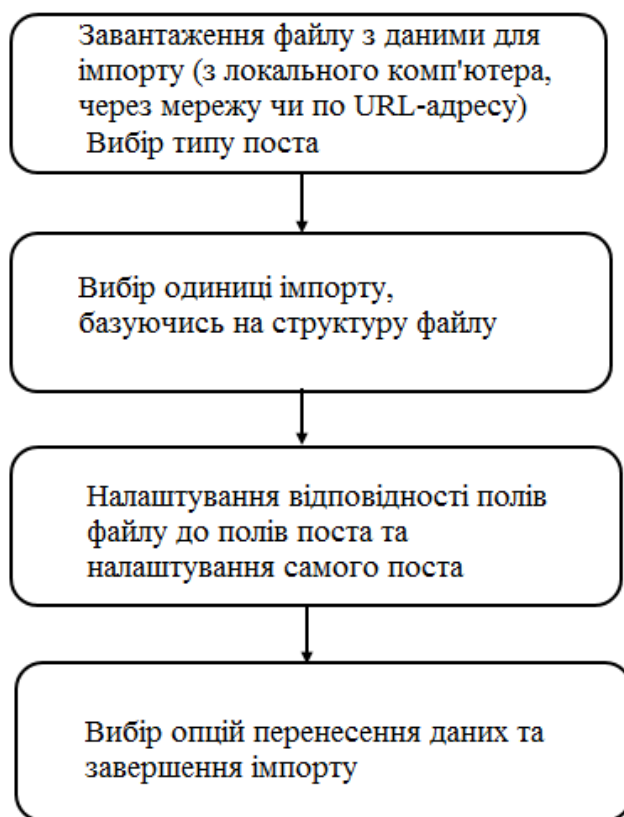 Завантаження файлу з даними для
імпорту (з локального комп'ютера,
через мережу чи по URL-адресу)
Вибір типу поста
Вибір одиниці імпорту,
базуючись на структуру файлу
Налаштування відповідності полів
файлу до полів поста та
налаштування самого поста
Вибір опцій перенесення даних та
завершення імпорту